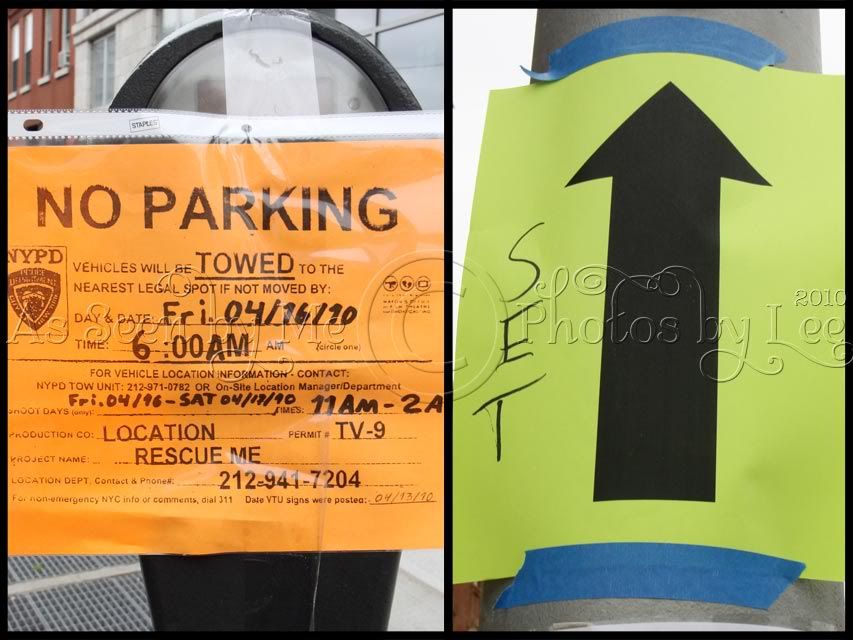 STAPLES
NO PARKING
NYPD
VEHICLES WILL BE TOWED TO THE
NEAREST LEGAL SPOT IF NOT MOVED BY:
DAY & DATE: Fri. 04/16/10
TIME: 6:00AM AM (circle one)
FOR VEHICLE LOCATION INFORMATION - CONTACT:
NYPD TOW UNIT: 212-971-0782 OR On-Site Location Manager/Department
Fri. 04/16 - SAT 04/17/10
SHOOT DAYS (only): TIMES: 11AM - 2A
PRODUCTION CO: LOCATION PERMIT # TV-9
PROJECT NAME: RESCUE ME
LOCATION DEPT. Contact & Phone#: 212-941-7204
For non-emergency NYC info or comments, dial 311 Date VTU signs were posted: 04/13/10
SET
As Seen by Me © Photos by Lee 2010